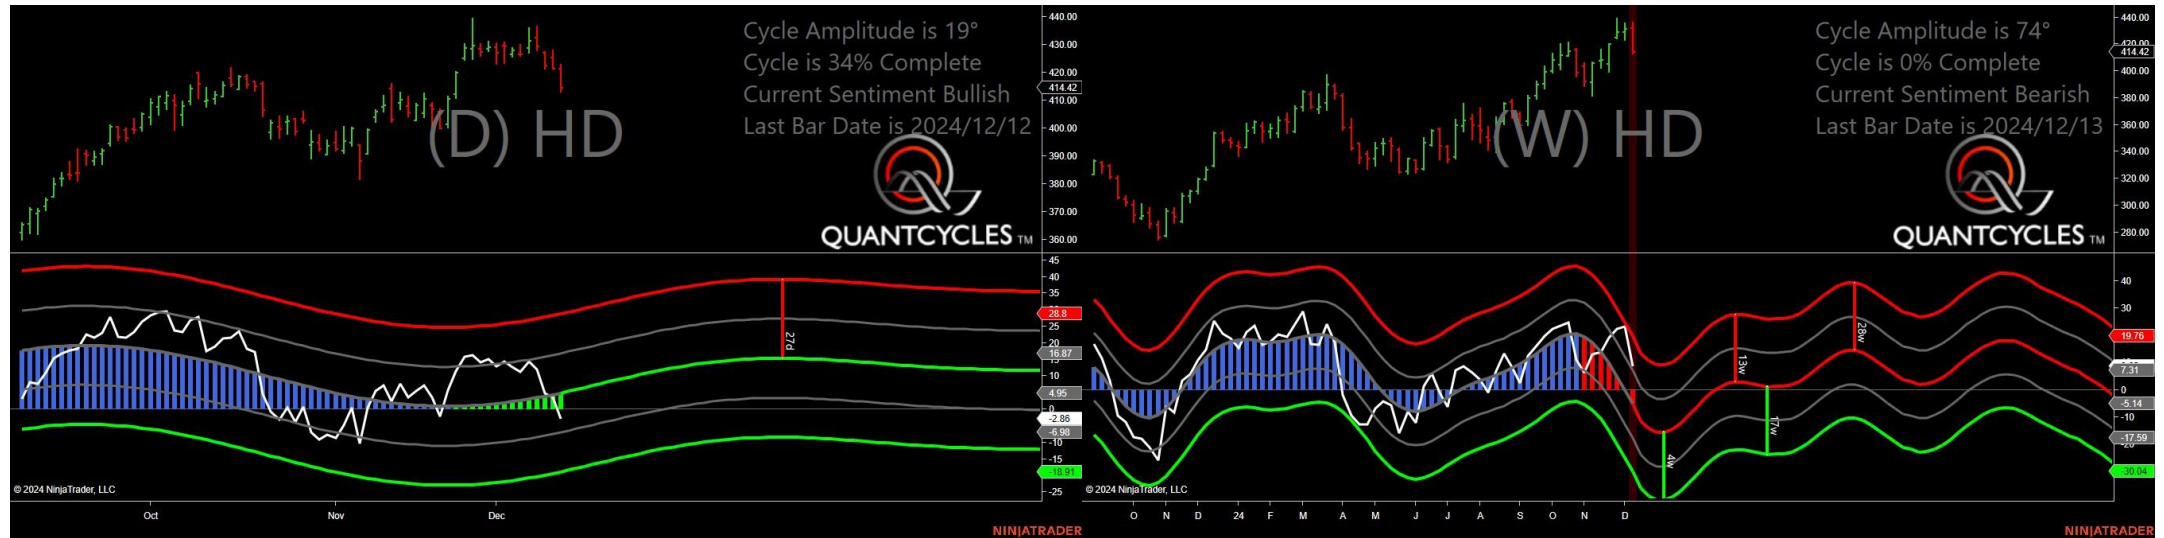 Cycle Amplitude is 19°
Cycle is 34% Complete
Current Sentiment Bullish
Last Bar Date is 2024/12/12
(D) HD
QUANTCYCLES TM
440.00
430.00
420.00
414.42
410.00
400.00
390.00
380.00
370.00
360.00
45
40
35
28.8
25
16.87
10
4.95
0
-2.86
-6.98
-10
-15
-18.91
-25
27d
© 2024 NinjaTrader, LLC
Oct Nov Dec
NINJATRADER
Cycle Amplitude is 74°
Cycle is 0% Complete
Current Sentiment Bearish
Last Bar Date is 2024/12/13
(W) HD
QUANTCYCLES TM
440.00
420.00
414.42
400.00
380.00
360.00
340.00
320.00
300.00
280.00
40
30
19.76
7.31
0
-5.14
-10
-17.59
-30.04
4w
13w
17w
28w
© 2024 NinjaTrader, LLC
O N D 24 F M A M J J A S O N D
NINJATRADER